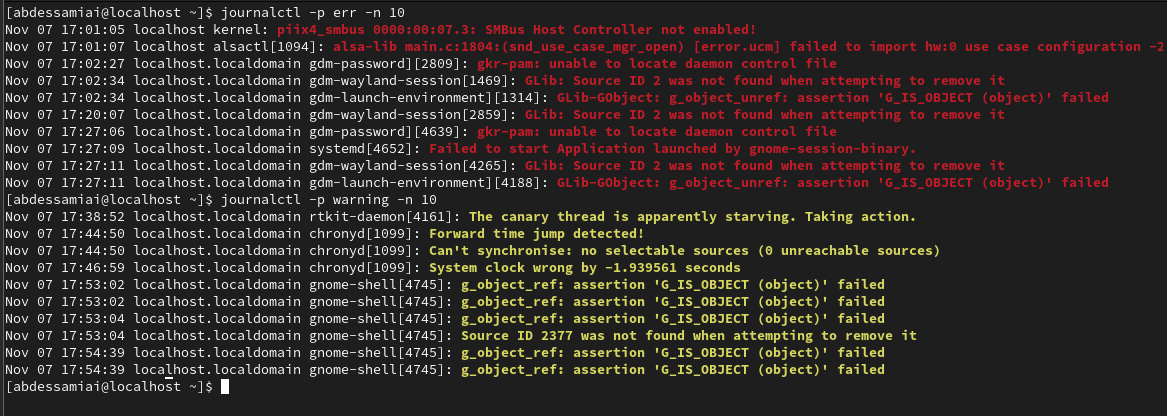 [abdessamiai@localhost ~]$ journalctl -p err -n 10
Nov 07 17:01:05 localhost kernel: piix4_smbus 0000:00:07.3: SMBus Host Controller not enabled!
Nov 07 17:01:07 localhost alsactl[1094]: alsa-lib main.c:1804:(snd_use_case_mgr_open) [error.ucm] failed to import hw:0 use case configuration -2
Nov 07 17:02:27 localhost.localdomain gdm-password][2809]: gkr-pam: unable to locate daemon control file
Nov 07 17:02:34 localhost.localdomain gdm-wayland-session[1469]: GLib: Source ID 2 was not found when attempting to remove it
Nov 07 17:02:34 localhost.localdomain gdm-launch-environment][1314]: GLib-GObject: g_object_unref: assertion 'G_IS_OBJECT (object)' failed
Nov 07 17:20:07 localhost.localdomain gdm-wayland-session[2859]: GLib: Source ID 2 was not found when attempting to remove it
Nov 07 17:27:06 localhost.localdomain gdm-password][4639]: gkr-pam: unable to locate daemon control file
Nov 07 17:27:09 localhost.localdomain systemd[4652]: Failed to start Application launched by gnome-session-binary.
Nov 07 17:27:11 localhost.localdomain gdm-wayland-session[4265]: GLib: Source ID 2 was not found when attempting to remove it
Nov 07 17:27:11 localhost.localdomain gdm-launch-environment][4188]: GLib-GObject: g_object_unref: assertion 'G_IS_OBJECT (object)' failed
[abdessamiai@localhost ~]$ journalctl -p warning -n 10
Nov 07 17:38:52 localhost.localdomain rtkit-daemon[4161]: The canary thread is apparently starving. Taking action.
Nov 07 17:44:50 localhost.localdomain chronyd[1099]: Forward time jump detected!
Nov 07 17:44:50 localhost.localdomain chronyd[1099]: Can't synchronise: no selectable sources (0 unreachable sources)
Nov 07 17:46:59 localhost.localdomain chronyd[1099]: System clock wrong by -1.939561 seconds
Nov 07 17:53:02 localhost.localdomain gnome-shell[4745]: g_object_ref: assertion 'G_IS_OBJECT (object)' failed
Nov 07 17:53:02 localhost.localdomain gnome-shell[4745]: g_object_ref: assertion 'G_IS_OBJECT (object)' failed
Nov 07 17:53:04 localhost.localdomain gnome-shell[4745]: g_object_ref: assertion 'G_IS_OBJECT (object)' failed
Nov 07 17:53:04 localhost.localdomain gnome-shell[4745]: Source ID 2377 was not found when attempting to remove it
Nov 07 17:54:39 localhost.localdomain gnome-shell[4745]: g_object_ref: assertion 'G_IS_OBJECT (object)' failed
Nov 07 17:54:39 localhost.localdomain gnome-shell[4745]: g_object_ref: assertion 'G_IS_OBJECT (object)' failed
[abdessamiai@localhost ~]$